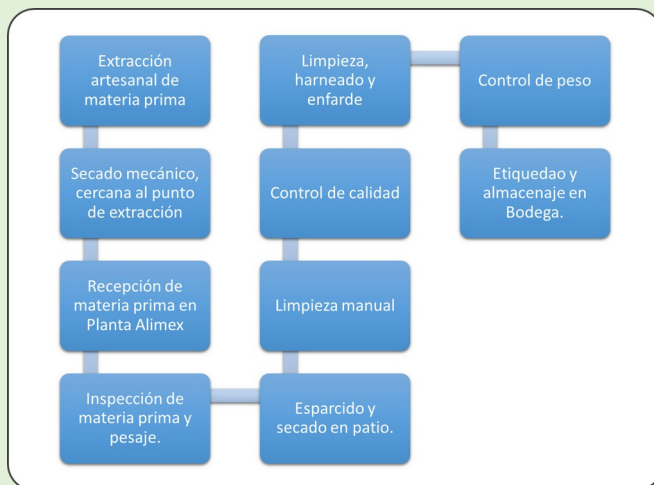 Extracción
artesanal de
materia prima
Secado mecánico,
cercana al punto
de extracción
Recepción de
materia prima en
Planta Alimex
Inspección de
materia prima y
pesaje.
Esparcido y
secado en patio.
Limpieza manual
Control de calidad
Limpieza,
harneado y
enfarde
Control de peso
Etiquedao y
almacenaje en
Bodega.